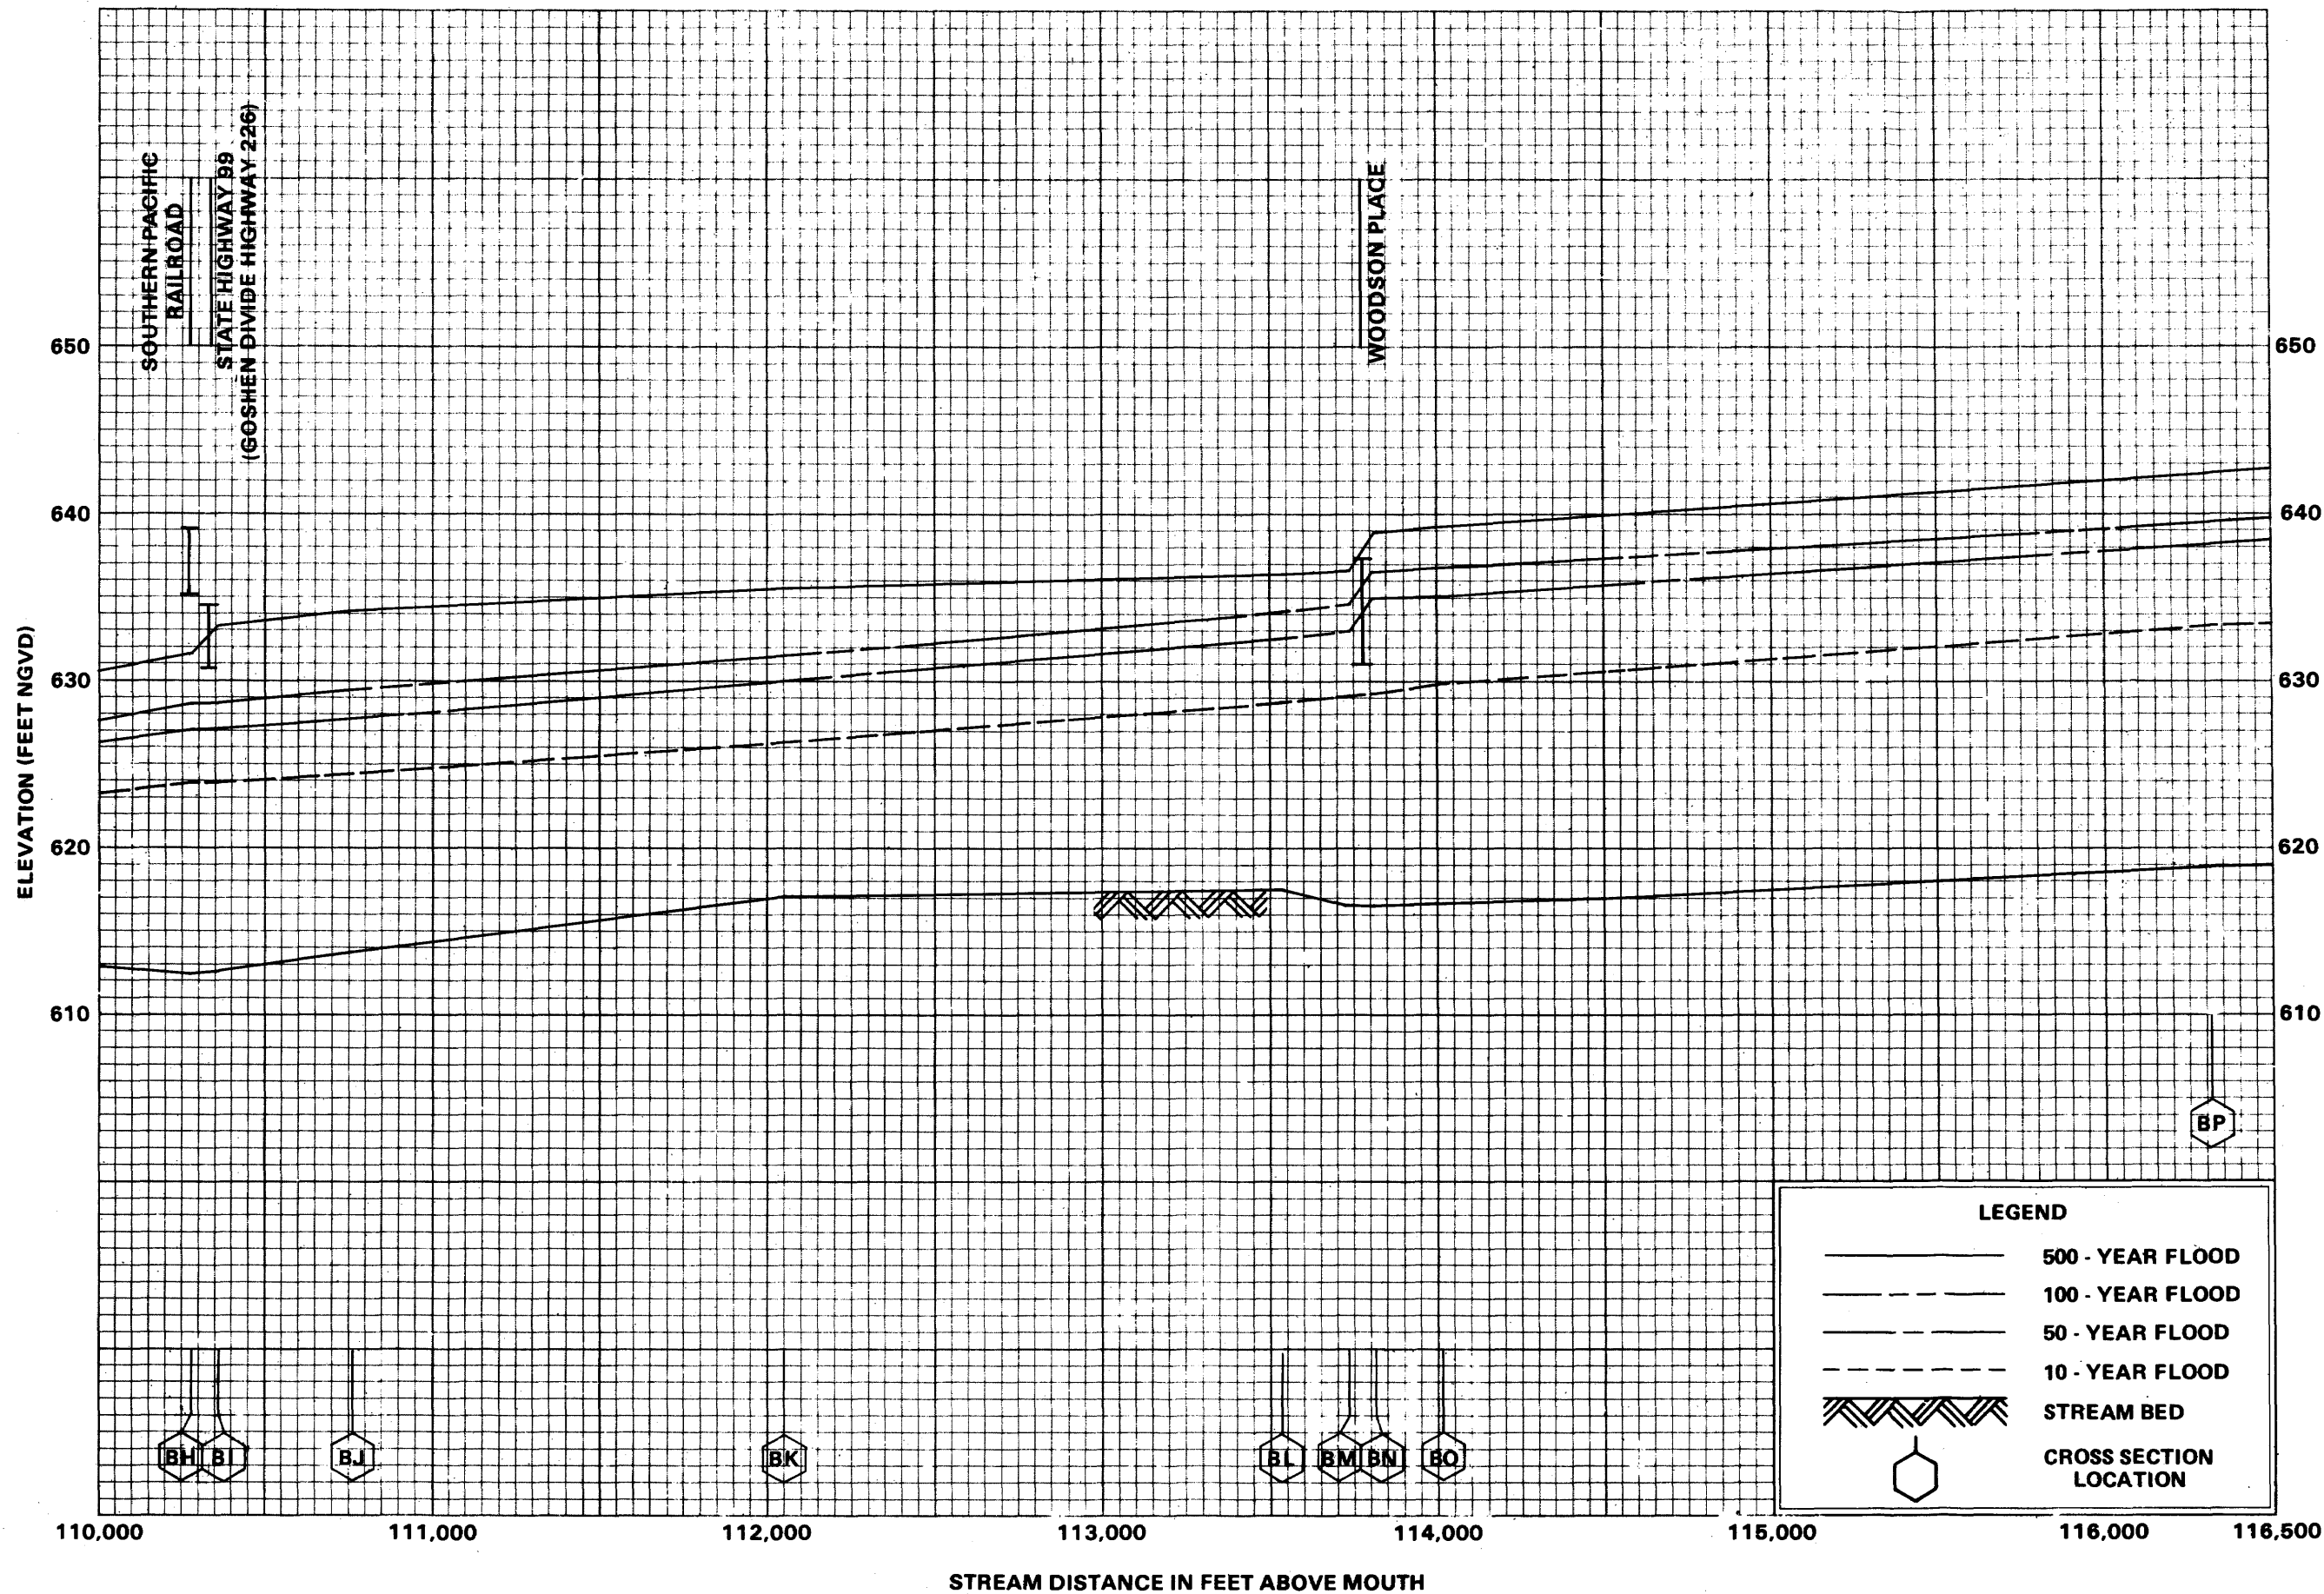 SOUTHERN PACIFIC
RAILROAD
STATE HIGHWAY 99
(GOSHEN DIVIDE HIGHWAY 226)
WOODSON PLACE
650
650
640
640
630
630
620
620
610
610
ELEVATION (FEET NGVD)
BP
BH
BI
BJ
BK
BL
BM
BN
BO
LEGEND
500 - YEAR FLOOD
100 - YEAR FLOOD
50 - YEAR FLOOD
10 - YEAR FLOOD
STREAM BED
CROSS SECTION
LOCATION
110,000
111,000
112,000
113,000
114,000
115,000
116,000
116,500
STREAM DISTANCE IN FEET ABOVE MOUTH